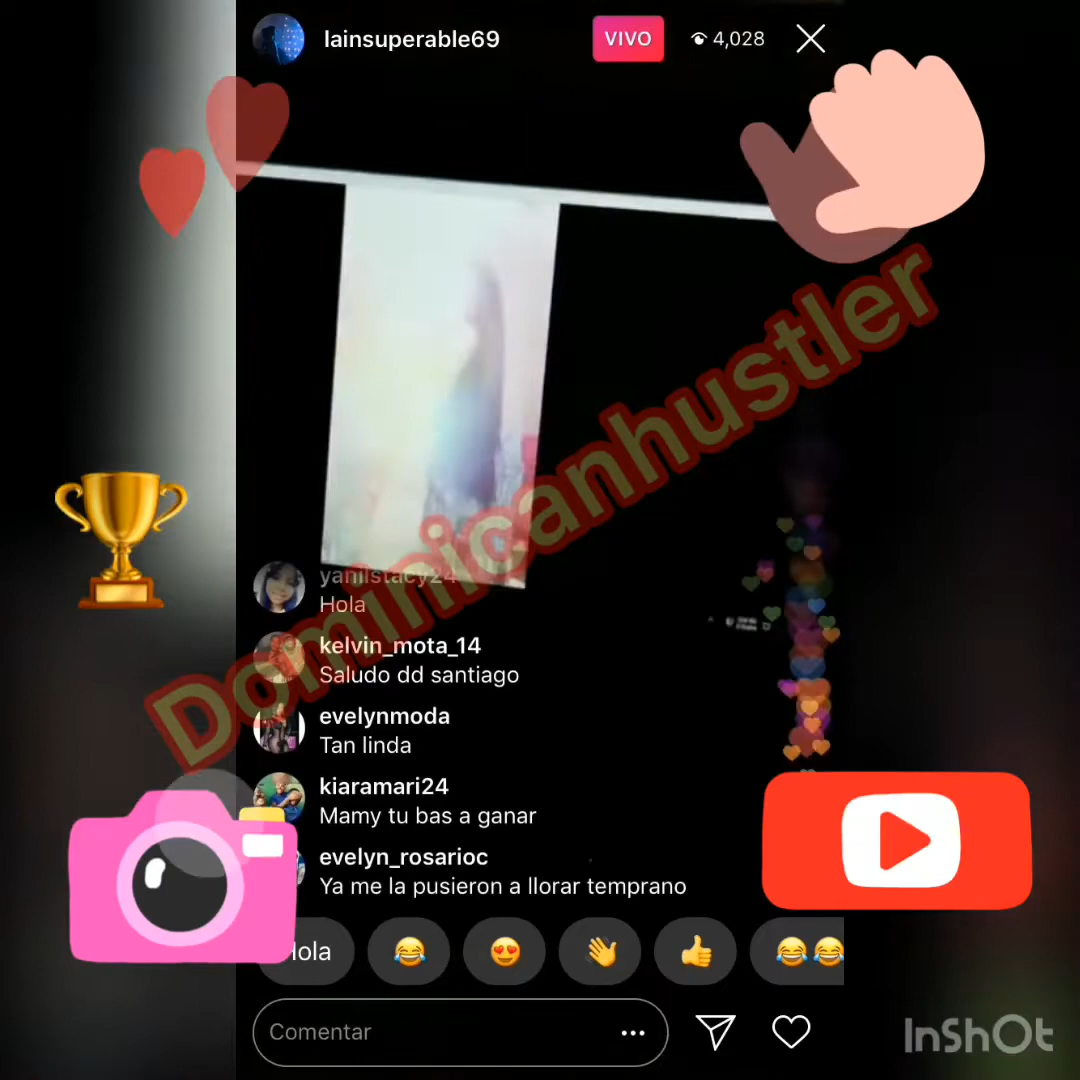 lainsuperable69
VIVO
4,028
Dominicanhustler
yanilstacy24
Hola
kelvin_mota_14
Saludo dd santiago
evelynmoda
Tan linda
kiaramari24
Mamy tu bas a ganar
evelyn_rosarioc
Ya me la pusieron a llorar temprano
Hola
Comentar
InShOt